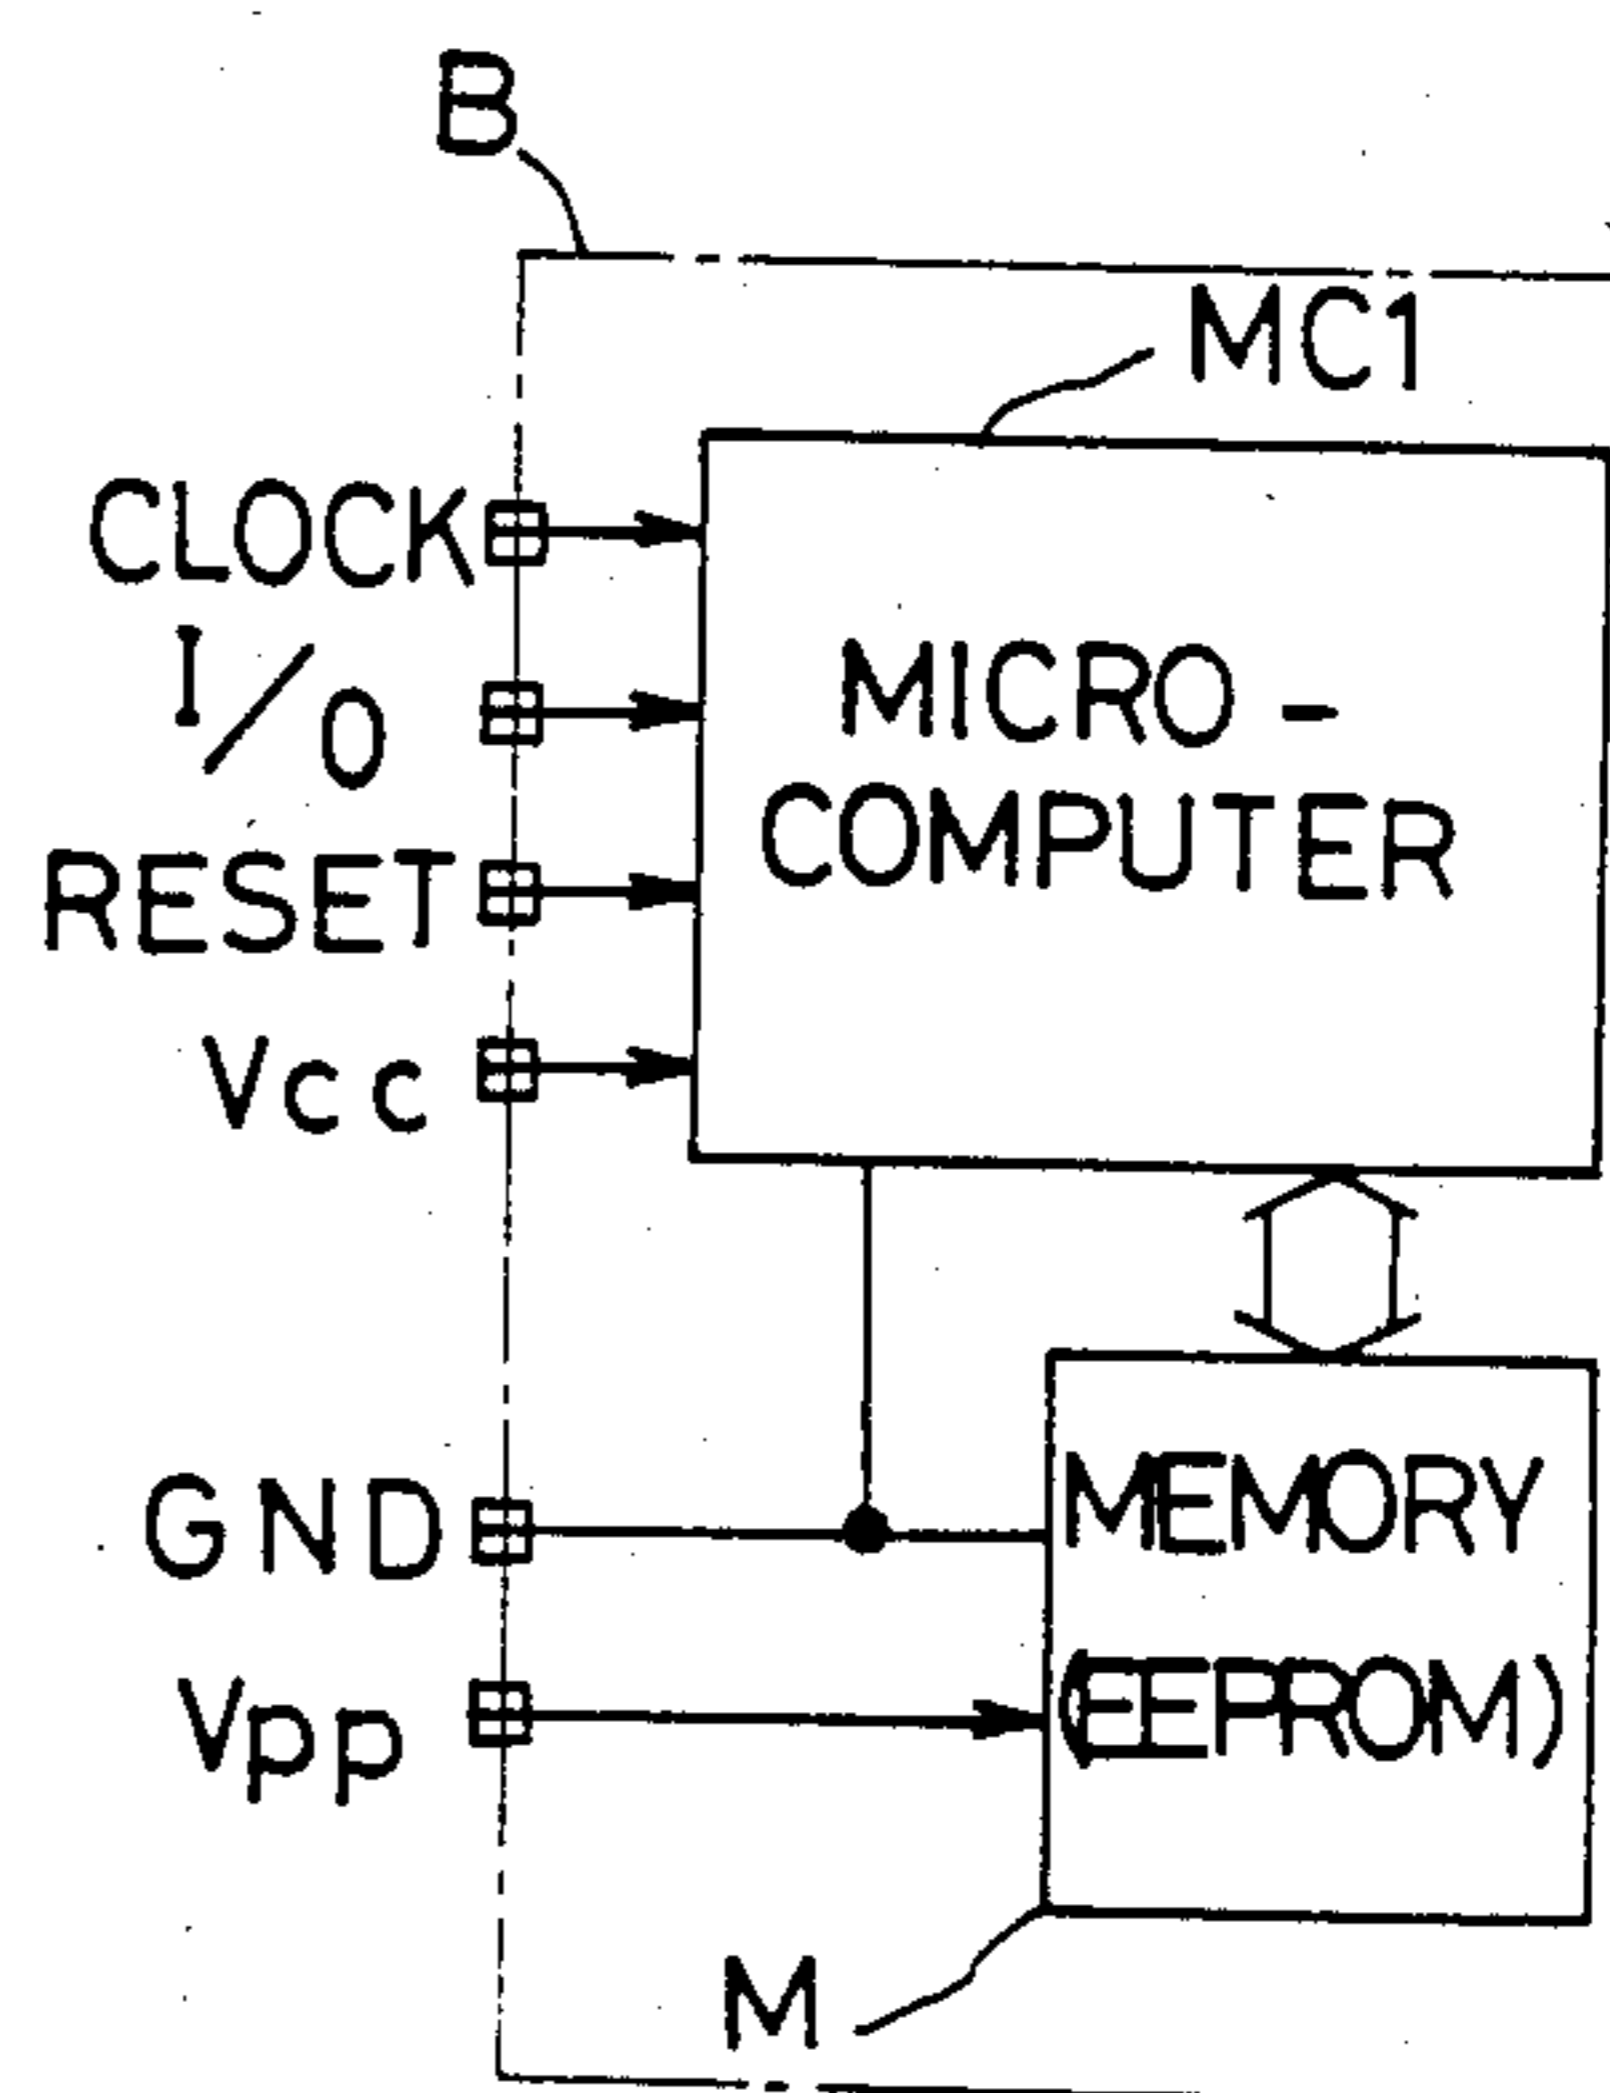 B
MC1
CLOCK
I/O
RESET
Vcc
MICRO-
COMPUTER
GND
Vpp
MEMORY
(EEPROM)
M